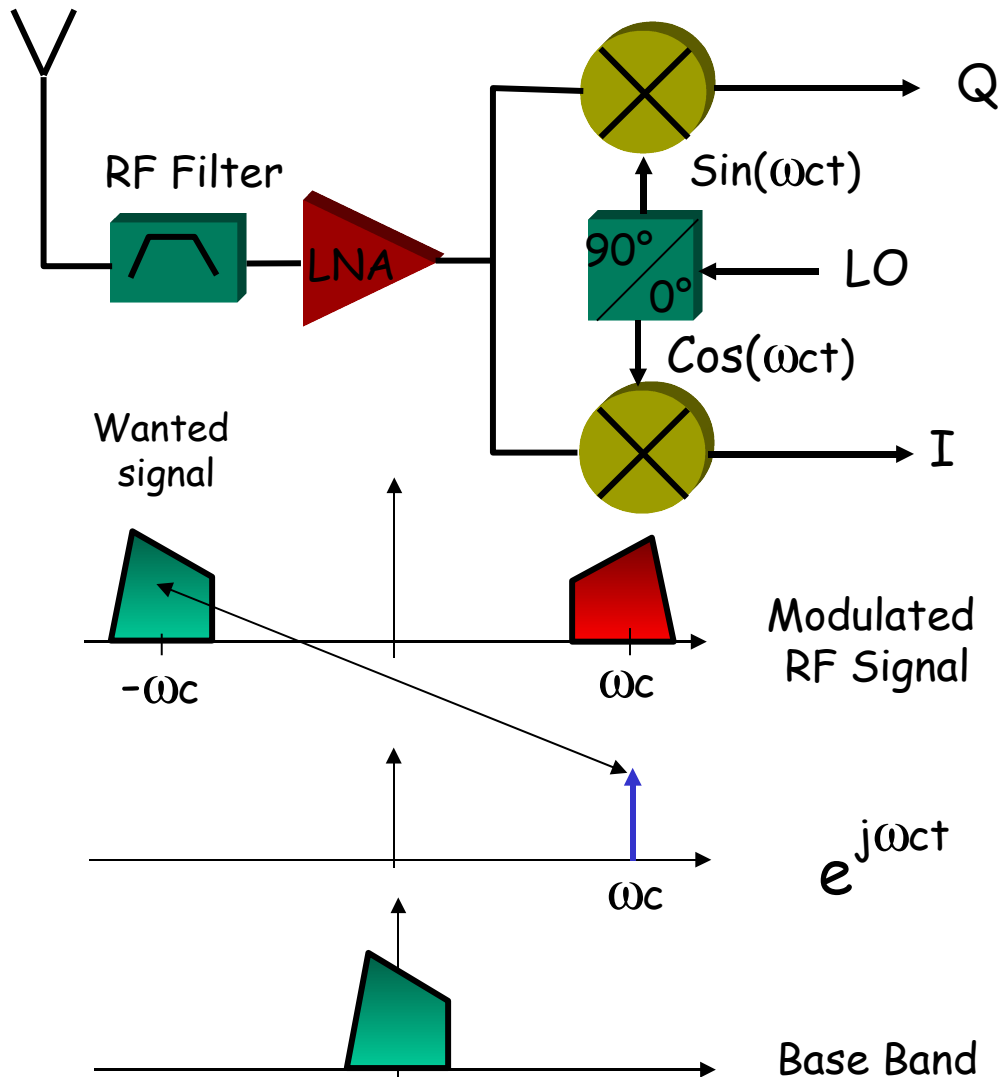 Q
RF Filter
Sin(ωct)
LNA
90°
0°
LO
Cos(ωct)
Wanted
signal
I
Modulated
RF Signal
-ωc
ωc
e^jωct
ωc
Base Band